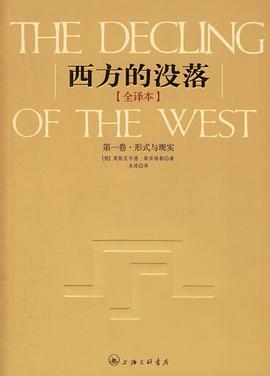 THE DECLING
西方的没落
【全译本】
OF THE WEST
第一卷·形式与现实
[德] 奥斯瓦尔德·斯宾格勒 © 著
吴琼 © 译
上海三联书店